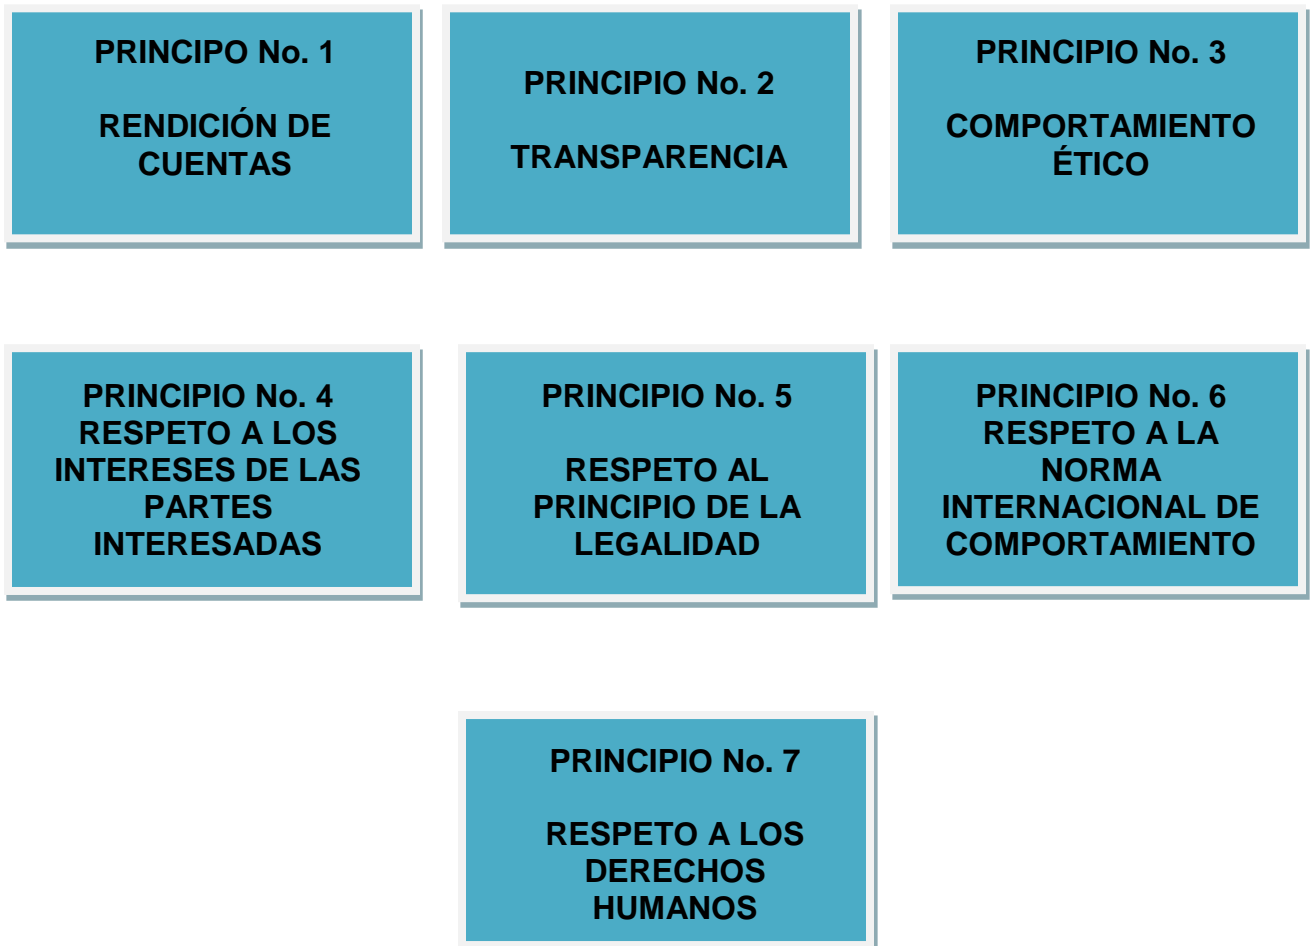 PRINCIPO No. 1
RENDICIÓN DE
CUENTAS
PRINCIPIO No. 2
TRANSPARENCIA
PRINCIPIO No. 3
COMPORTAMIENTO
ÉTICO
PRINCIPIO No. 4
RESPETO A LOS
INTERESES DE LAS
PARTES
INTERESADAS
PRINCIPIO No. 5
RESPETO AL
PRINCIPIO DE LA
LEGALIDAD
PRINCIPIO No. 6
RESPETO A LA
NORMA
INTERNACIONAL DE
COMPORTAMIENTO
PRINCIPIO No. 7
RESPETO A LOS
DERECHOS
HUMANOS